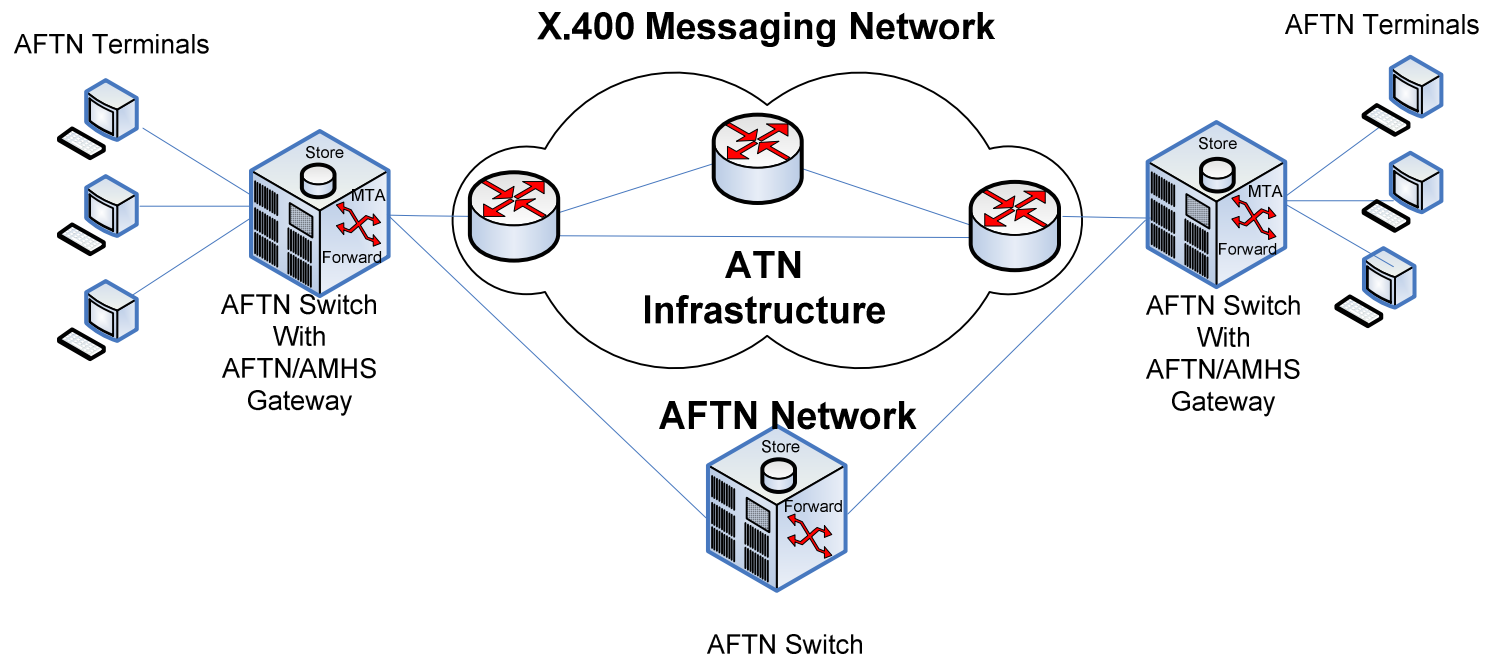 X.400 Messaging Network
AFTN Terminals
AFTN Terminals
Store
MTA
Forward
AFTN Switch
With
AFTN/AMHS
Gateway
ATN
Infrastructure
Store
MTA
Forward
AFTN Switch
With
AFTN/AMHS
Gateway
AFTN Network
Store
Forward
AFTN Switch